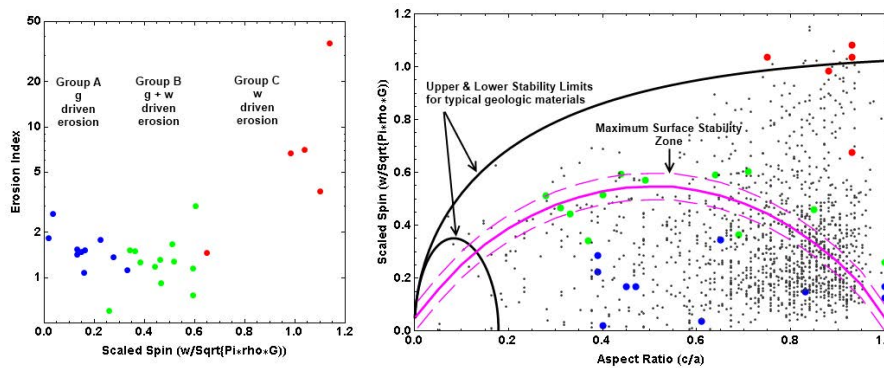 50
20
10
5
2
1
Erosion Index
Group A
g
driven
erosion
Group B
g + w
driven
erosion
Group C
w
driven
erosion
0.0 0.2 0.4 0.6 0.8 1.0 1.2
Scaled Spin (w/Sqrt{Pi*rho*G})
1.2
1.0
0.8
0.6
0.4
0.2
0.0
Scaled Spin (w/Sqrt{Pi*rho*G})
Upper & Lower Stability Limits
for typical geologic materials
Maximum Surface Stability
Zone
0.0 0.2 0.4 0.6 0.8 1.0
Aspect Ratio (c/a)